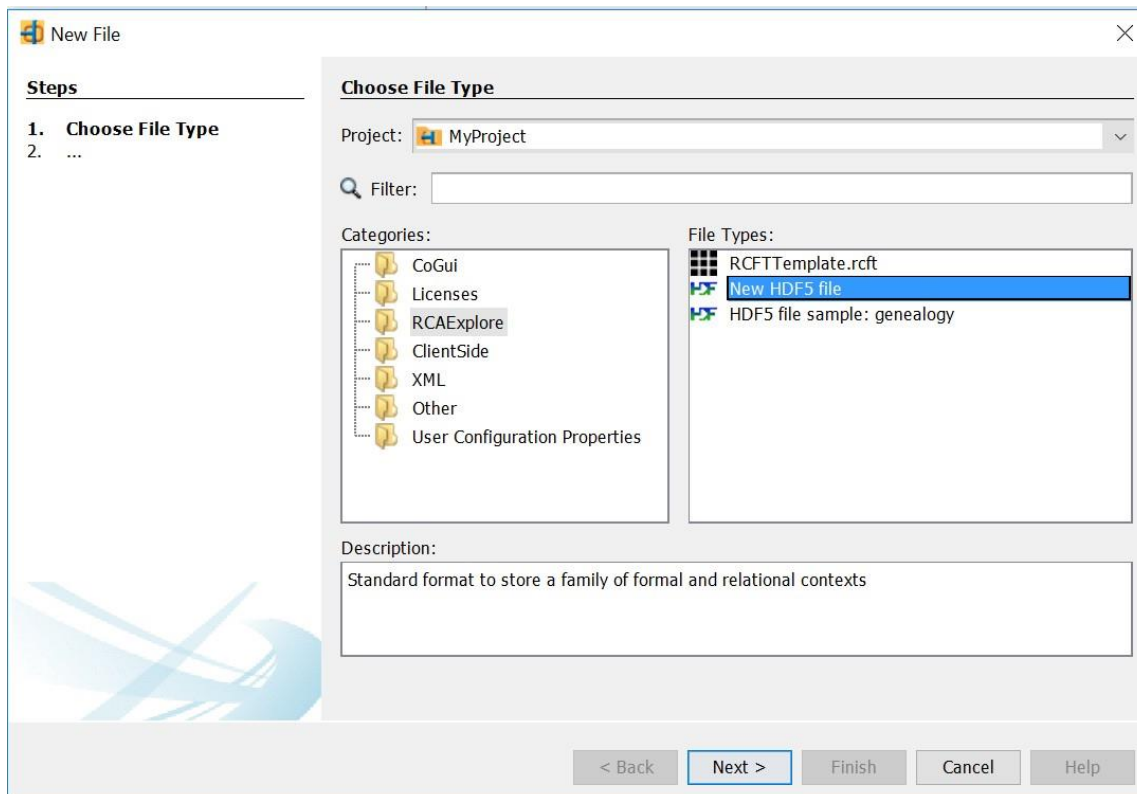 New File
Steps
1. Choose File Type
2. ...
Choose File Type
Project: MyProject
Filter:
Categories:
CoGui
Licenses
RCAExplore
ClientSide
XML
Other
User Configuration Properties
File Types:
RCFTTemplate.rcft
HDF New HDF5 file
HDF HDF5 file sample: genealogy
Description:
Standard format to store a family of formal and relational contexts
< Back Next > Finish Cancel Help